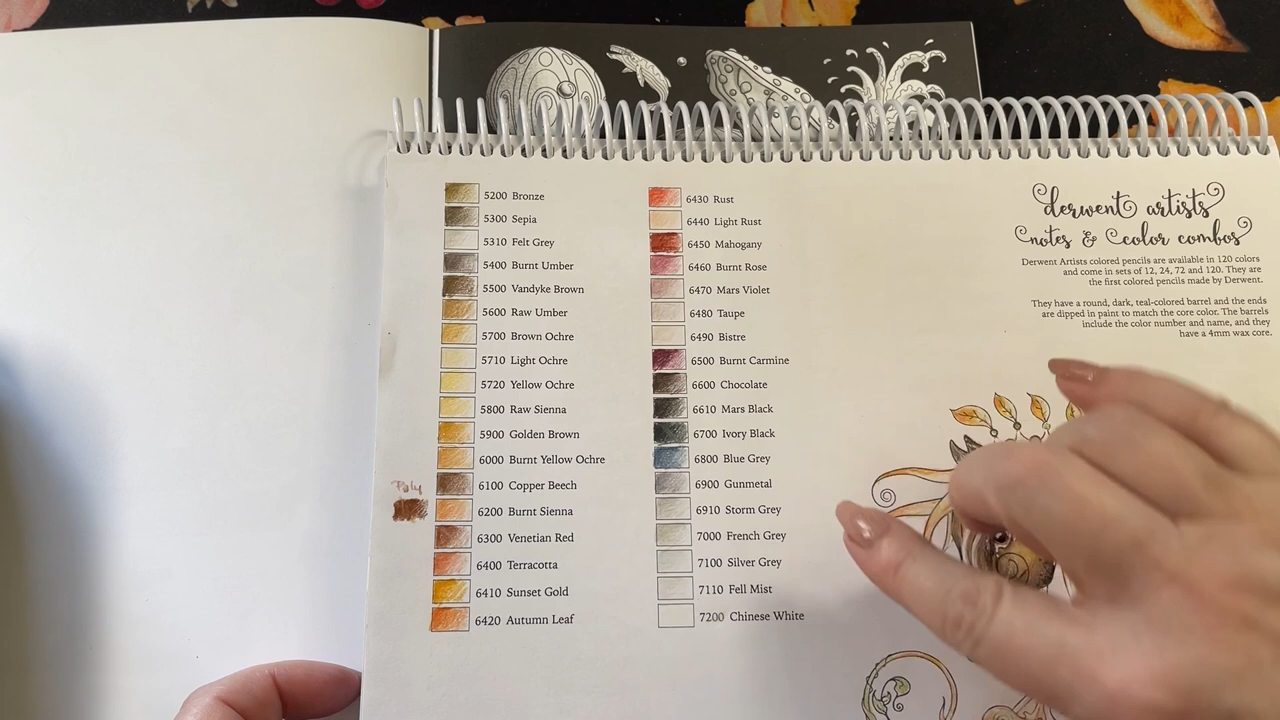 5200 Bronze
5300 Sepia
5310 Felt Grey
5400 Burnt Umber
5500 Vandyke Brown
5600 Raw Umber
5700 Brown Ochre
5710 Light Ochre
5720 Yellow Ochre
5800 Raw Sienna
5900 Golden Brown
6000 Burnt Yellow Ochre
6100 Copper Beech
Poly
6200 Burnt Sienna
6300 Venetian Red
6400 Terracotta
6410 Sunset Gold
6420 Autumn Leaf
6430 Rust
6440 Light Rust
6450 Mahogany
6460 Burnt Rose
6470 Mars Violet
6480 Taupe
6490 Bistre
6500 Burnt Carmine
6600 Chocolate
6610 Mars Black
6700 Ivory Black
6800 Blue Grey
6900 Gunmetal
6910 Storm Grey
7000 French Grey
7100 Silver Grey
7110 Fell Mist
7200 Chinese White
derwent artists
notes & color combos
Derwent Artists colored pencils are available in 120 colors
and come in sets of 12, 24, 72 and 120. They are
the first colored pencils made by Derwent.
They have a round, dark, teal-colored barrel and the ends
are dipped in paint to match the core color. The barrels
include the color number and name, and they
have a 4mm wax core.